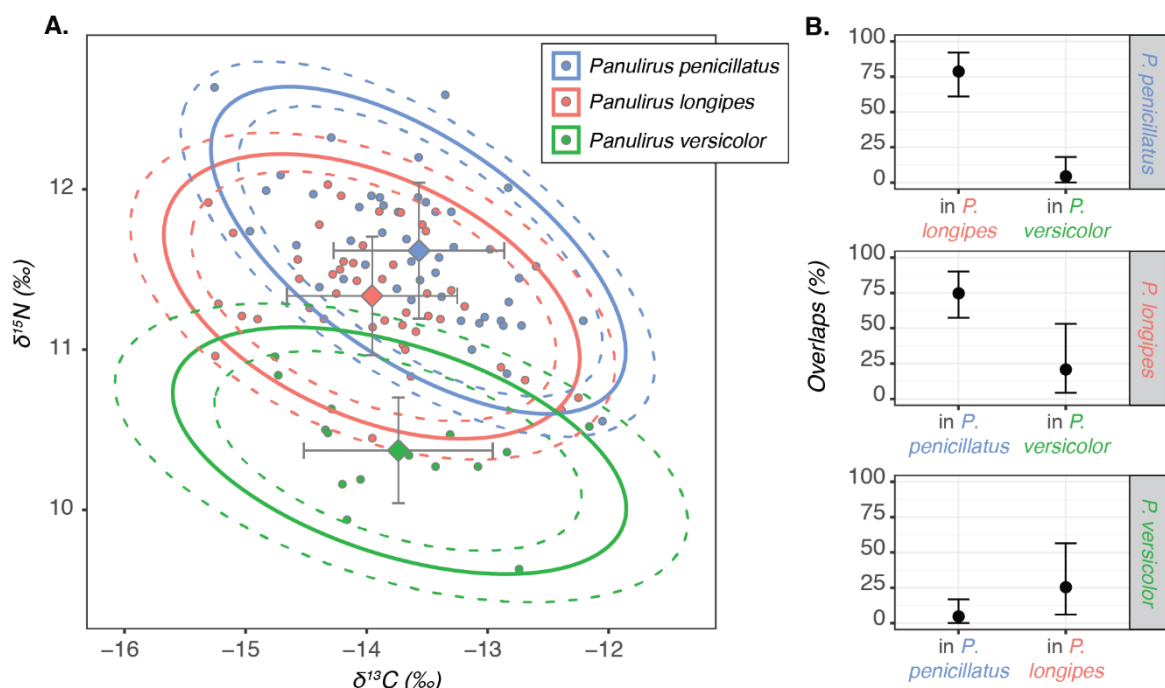 A.
Panulirus penicillatus
Panulirus longipes
Panulirus versicolor
12
11
10
δ¹⁵N (‰)
−16
−15
−14
−13
−12
δ¹³C (‰)
B.
Overlaps (%)
100
75
50
25
0
in P.
longipes
in P.
versicolor
P. penicillatus
100
75
50
25
0
in P.
penicillatus
in P.
versicolor
P. longipes
100
75
50
25
0
in P.
penicillatus
in P.
longipes
P. versicolor